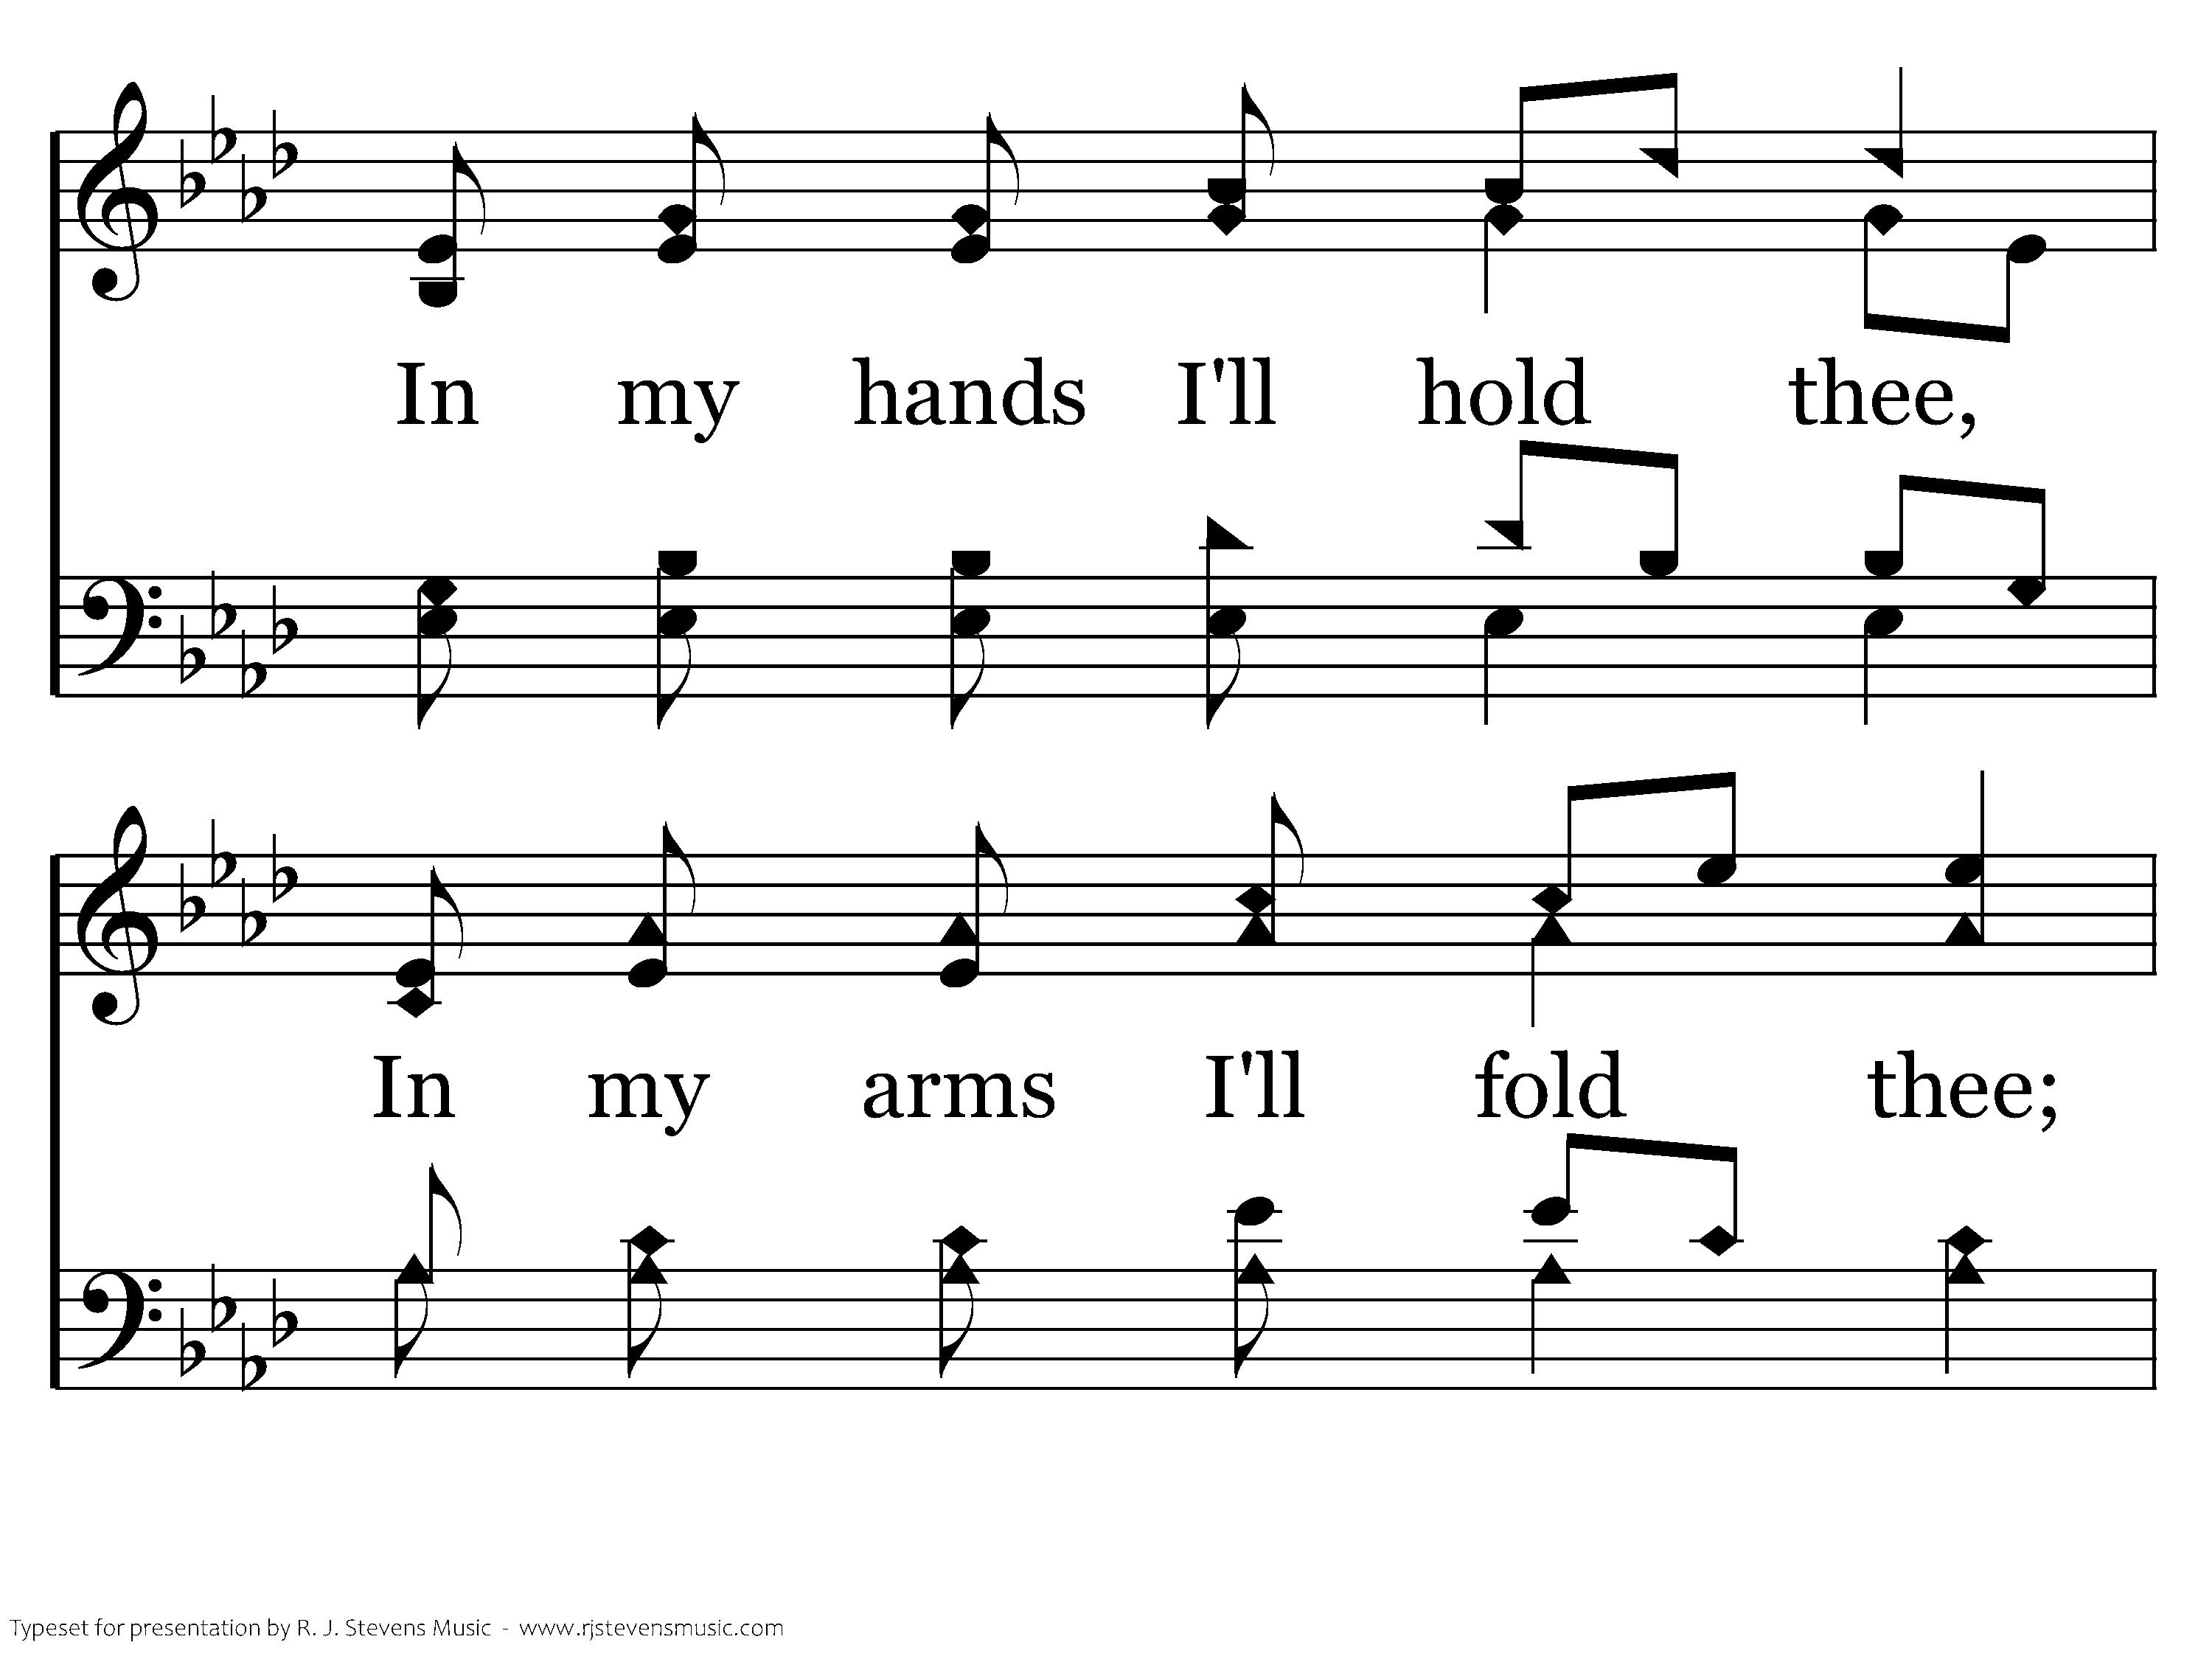 In my hands I'll hold thee,
In my arms I'll fold thee;
Typeset for presentation by R. J. Stevens Music - www.rjstevensmusic.com